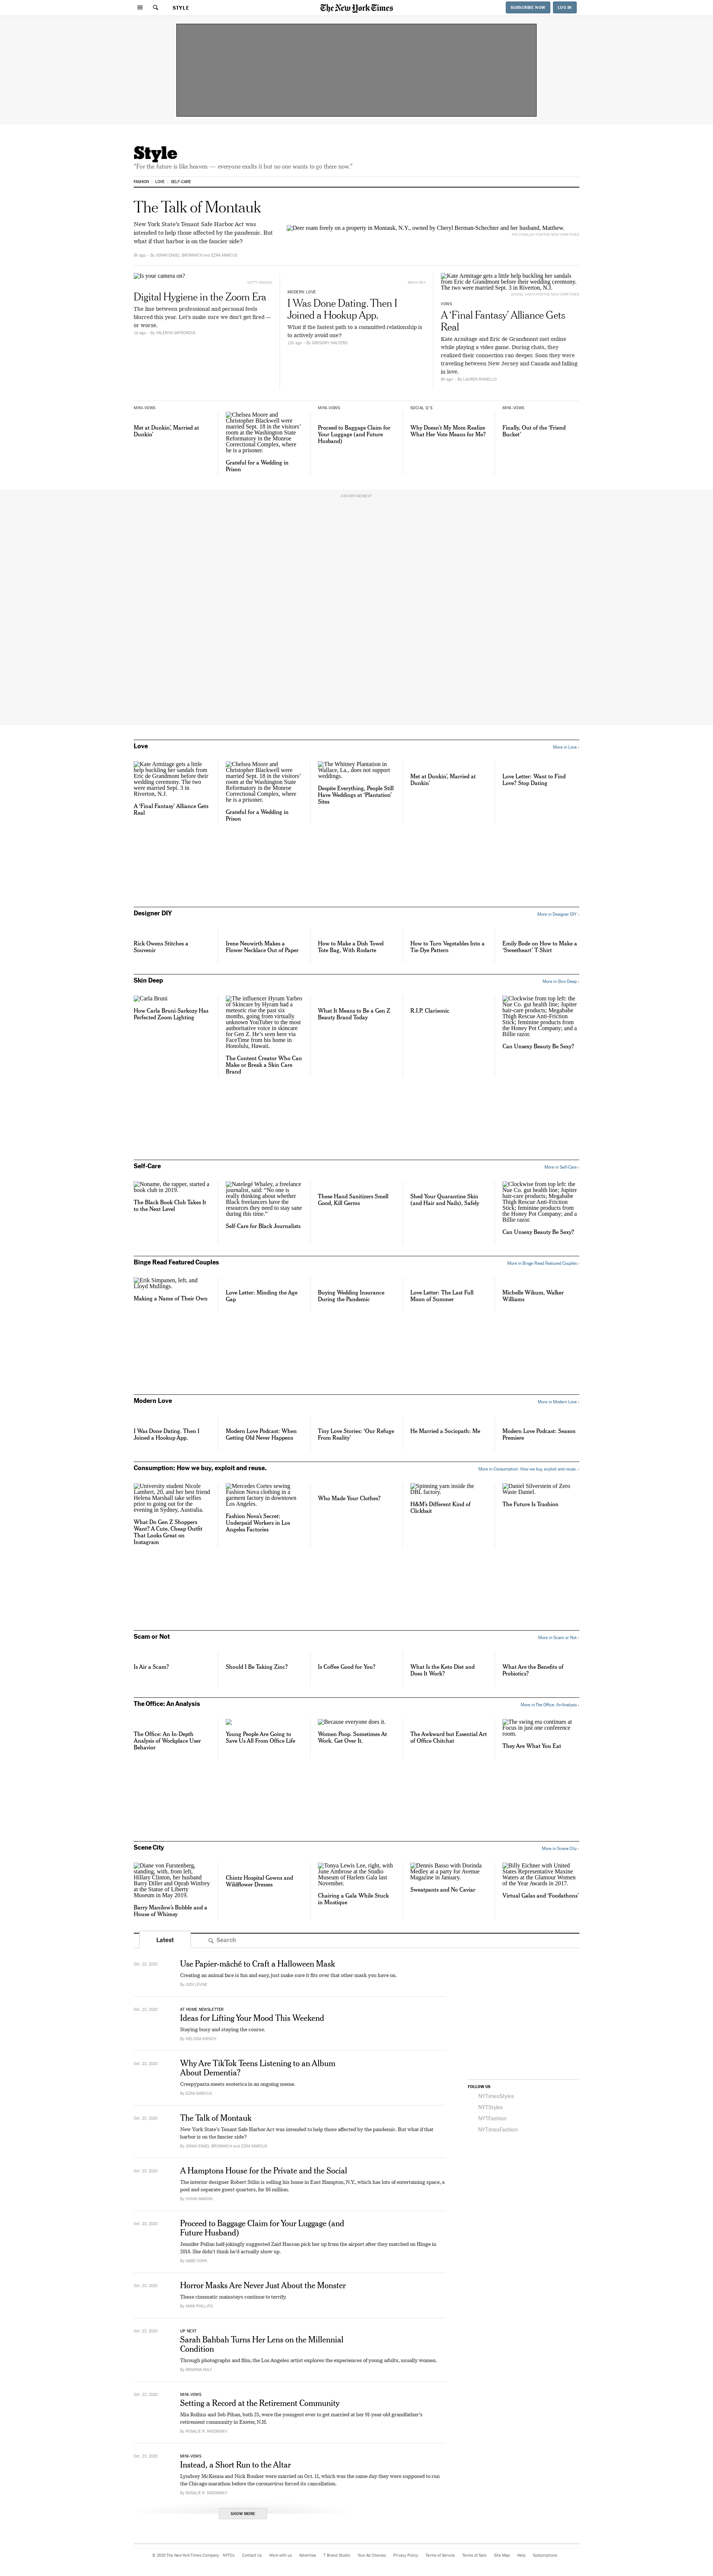 STYLE
The New York Times
SUBSCRIBE NOW
LOG IN
Style
"For the future is like heaven — everyone exalts it but no one wants to go there now."
FASHION
LOVE
SELF-CARE
The Talk of Montauk
New York State's Tenant Safe Harbor Act was
intended to help those affected by the pandemic. But
what if that harbor is on the fancier side?
Deer roam freely on a property in Montauk, N.Y., owned by Cheryl Berman-Schechter and her husband, Matthew.
Is your camera on?
GETTY IMAGES
Digital Hygiene in the Zoom Era
The line between professional and personal feels
blurred this year. Let's make sure we don't get fired —
or worse.
1d ago · By VALERIYA SAFRONOVA
BRIAN REA
MODERN LOVE
I Was Done Dating. Then I
Joined a Hookup App.
What if the fastest path to a committed relationship is
to actively avoid one?
12h ago · By GREGORY WALTERS
Kate Armitage gets a little help buckling her sandals
from Eric de Grandmont before their wedding ceremony.
The two were married Sept. 3 in Riverton, N.J.
VOWS
A 'Final Fantasy' Alliance Gets
Real
Kate Armitage and Eric de Grandmont met online
while playing a video game. During chats, they
realized their connection ran deeper. Soon they were
traveling between New Jersey and Canada and falling
in love.
MINI-VOWS
Met at Dunkin', Married at
Dunkin'
Chelsea Moore and
Christopher Blackwell were
married Sept. 18 in the visitors'
room at the Washington State
Reformatory in the Monroe
Correctional Complex, where
he is a prisoner.
Grateful for a Wedding in
Prison
MINI-VOWS
Proceed to Baggage Claim for
Your Luggage (and Future
Husband)
SOCIAL Q'S
Why Doesn't My Mom Realize
What Her Vote Means for Me?
MINI-VOWS
Finally, Out of the 'Friend
Bucket'
ADVERTISEMENT
Love
More in Love ›
Kate Armitage gets a little
help buckling her sandals from
Eric de Grandmont before their
wedding ceremony. The two
were married Sept. 3 in
Riverton, N.J.
A 'Final Fantasy' Alliance Gets
Real
Chelsea Moore and
Christopher Blackwell were
married Sept. 18 in the visitors'
room at the Washington State
Reformatory in the Monroe
Correctional Complex, where
he is a prisoner.
Grateful for a Wedding in
Prison
The Whitney Plantation in
Wallace, La., does not support
weddings.
Despite Everything, People Still
Have Weddings at 'Plantation'
Sites
Met at Dunkin', Married at
Dunkin'
Love Letter: Want to Find
Love? Stop Dating
Designer DIY
More in Designer DIY ›
Rick Owens Stitches a
Souvenir
Irene Neuwirth Makes a
Flower Necklace Out of Paper
How to Make a Dish Towel
Tote Bag, With Rodarte
How to Turn Vegetables Into a
Tie-Dye Pattern
Emily Bode on How to Make a
'Sweetheart' T-Shirt
Skin Deep
More in Skin Deep ›
Carla Bruni
How Carla Bruni-Sarkozy Has
Perfected Zoom Lighting
The influencer Hyram Yarbro
of Skincare by Hyram had a
meteoric rise the past six
months, going from virtually
unknown YouTuber to the most
authoritative voice in skincare
for Gen Z. He's seen here via
FaceTime from his home in
Honolulu, Hawaii.
The Content Creator Who Can
Make or Break a Skin Care
Brand
What It Means to Be a Gen Z
Beauty Brand Today
R.I.P. Clarisonic
Clockwise from top left: the
Nue Co. gut health line; Jupiter
hair-care products; Megababe
Thigh Rescue Anti-Friction
Stick; feminine products from
the Honey Pot Company; and a
Billie razor.
Can Unsexy Beauty Be Sexy?
Self-Care
More in Self-Care ›
Noname, the rapper, started a
book club in 2019.
The Black Book Club Takes It
to the Next Level
Natelegé Whaley, a freelance
journalist, said: "No one is
really thinking about whether
Black freelancers have the
resources they need to stay sane
during this time."
Self-Care for Black Journalists
These Hand Sanitizers Smell
Good, Kill Germs
Shed Your Quarantine Skin
(and Hair and Nails), Safely
Clockwise from top left: the
Nue Co. gut health line; Jupiter
hair-care products; Megababe
Thigh Rescue Anti-Friction
Stick; feminine products from
the Honey Pot Company; and a
Billie razor.
Can Unsexy Beauty Be Sexy?
Binge Read Featured Couples
More in Binge Read Featured Couples ›
Erik Simpanen, left, and
Lloyd Mullings.
Making a Name of Their Own
Love Letter: Minding the Age
Gap
Buying Wedding Insurance
During the Pandemic
Love Letter: The Last Full
Moon of Summer
Michelle Wikum, Walker
Williams
Modern Love
More in Modern Love ›
I Was Done Dating. Then I
Joined a Hookup App.
Modern Love Podcast: When
Getting Old Never Happens
Tiny Love Stories: 'Our Refuge
From Reality'
He Married a Sociopath: Me
Modern Love Podcast: Season
Premiere
Consumption: How we buy, exploit and reuse.
More in Consumption: How we buy, exploit and reuse. ›
University student Nicole
Lambert, 20, and her best friend
Helena Marshall take selfies
prior to going out for the
evening in Sydney, Australia.
What Do Gen Z Shoppers
Want? A Cute, Cheap Outfit
That Looks Great on
Instagram
Mercedes Cortes sewing
Fashion Nova clothing in a
garment factory in downtown
Los Angeles.
Fashion Nova's Secret:
Underpaid Workers in Los
Angeles Factories
Who Made Your Clothes?
Spinning yarn inside the
DBL factory.
H&M's Different Kind of
Clickbait
Daniel Silverstein of Zero
Waste Daniel.
The Future Is Trashion
Scam or Not
More in Scam or Not ›
Is Air a Scam?
Should I Be Taking Zinc?
Is Coffee Good for You?
What Is the Keto Diet and
Does It Work?
What Are the Benefits of
Probiotics?
The Office: An Analysis
More in The Office: An Analysis ›
The Office: An In-Depth
Analysis of Workplace User
Behavior
Young People Are Going to
Save Us All From Office Life
Because everyone does it.
Women Poop. Sometimes At
Work. Get Over It.
The Awkward but Essential Art
of Office Chitchat
The swing era continues at
Focus in just one conference
room.
They Are What You Eat
Scene City
More in Scene City ›
Diane von Furstenberg,
standing, with, from left,
Hillary Clinton, her husband
Barry Diller and Oprah Winfrey
at the Statue of Liberty
Museum in May 2019.
Barry Manilow's Bubble and a
House of Whimsy
Chintz Hospital Gowns and
Wildflower Dresses
Tonya Lewis Lee, right, with
June Ambrose at the Studio
Museum of Harlem Gala last
November.
Chairing a Gala While Stuck
in Mustique
Dennis Basso with Dorinda
Medley at a party for Avenue
Magazine in January.
Sweatpants and No Caviar
Billy Eichner with United
States Representative Maxine
Waters at the Glamour Women
of the Year Awards in 2017.
Virtual Galas and 'Foodathons'
Latest
Search
Use Papier-mâché to Craft a Halloween Mask
Creating an animal face is fun and easy, just make sure it fits over that other mask you have on.
By JODI LEVINE
AT HOME NEWSLETTER
Ideas for Lifting Your Mood This Weekend
Staying busy and staying the course.
By MELISSA KIRSCH
Oct. 23, 2020
Why Are TikTok Teens Listening to an Album
About Dementia?
Creepypasta meets esoterica in an ongoing meme.
By EZRA MARCUS
FOLLOW US
NYTimesStyles
NYTStyles
NYTFashion
NYTimesFashion
Oct. 23, 2020
The Talk of Montauk
New York State's Tenant Safe Harbor Act was intended to help those affected by the pandemic. But what if that
harbor is on the fancier side?
By JONAH ENGEL BROMWICH and EZRA MARCUS
Oct. 23, 2020
A Hamptons House for the Private and the Social
The interior designer Robert Stilin is selling his home in East Hampton, N.Y., which has lots of entertaining space, a
pool and separate guest quarters, for $6 million.
By VIVIAN MARINO
Oct. 23, 2020
Proceed to Baggage Claim for Your Luggage (and
Future Husband)
Jennifer Pollan half-jokingly suggested Zaid Hassan pick her up from the airport after they matched on Hinge in
2018. She didn't think he'd actually show up.
By GABE COHN
Oct. 23, 2020
Horror Masks Are Never Just About the Monster
These cinematic mainstays continue to terrify.
By MAYA PHILLIPS
Oct. 23, 2020
UP NEXT
Sarah Bahbah Turns Her Lens on the Millennial
Condition
Through photographs and film, the Los Angeles artist explores the experiences of young adults, usually women.
By BRIANNA HOLT
Oct. 23, 2020
MINI-VOWS
Setting a Record at the Retirement Community
Mia Rollins and Seb Pihan, both 25, were the youngest ever to get married at her 91-year-old grandfather's
retirement community in Exeter, N.H.
By ROSALIE R. RADOMSKY
Oct. 23, 2020
MINI-VOWS
Instead, a Short Run to the Altar
Lyndsey McKenna and Nick Bunker were married on Oct. 11, which was the same day they were supposed to run
the Chicago marathon before the coronavirus forced its cancellation.
By ROSALIE R. RADOMSKY
SHOW MORE
© 2020 The New York Times Company
NYTCo
Contact Us
Work with us
Advertise
T Brand Studio
Your Ad Choices
Privacy Policy
Terms of Service
Terms of Sale
Site Map
Help
Subscriptions